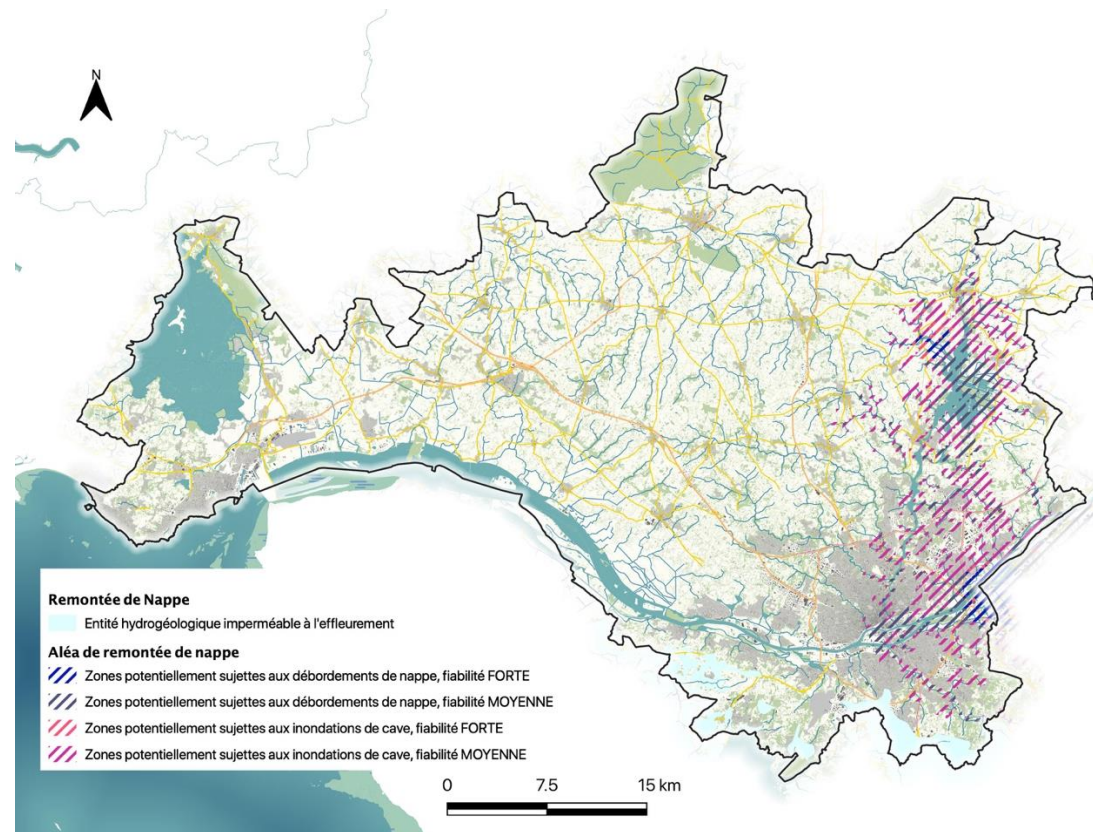 N
Remontée de Nappe
Entité hydrogéologique imperméable à l'effleurement
Aléa de remontée de nappe
Zones potentiellement sujettes aux débordements de nappe, fiabilité FORTE
Zones potentiellement sujettes aux débordements de nappe, fiabilité MOYENNE
Zones potentiellement sujettes aux inondations de cave, fiabilité FORTE
Zones potentiellement sujettes aux inondations de cave, fiabilité MOYENNE
0 7.5 15 km